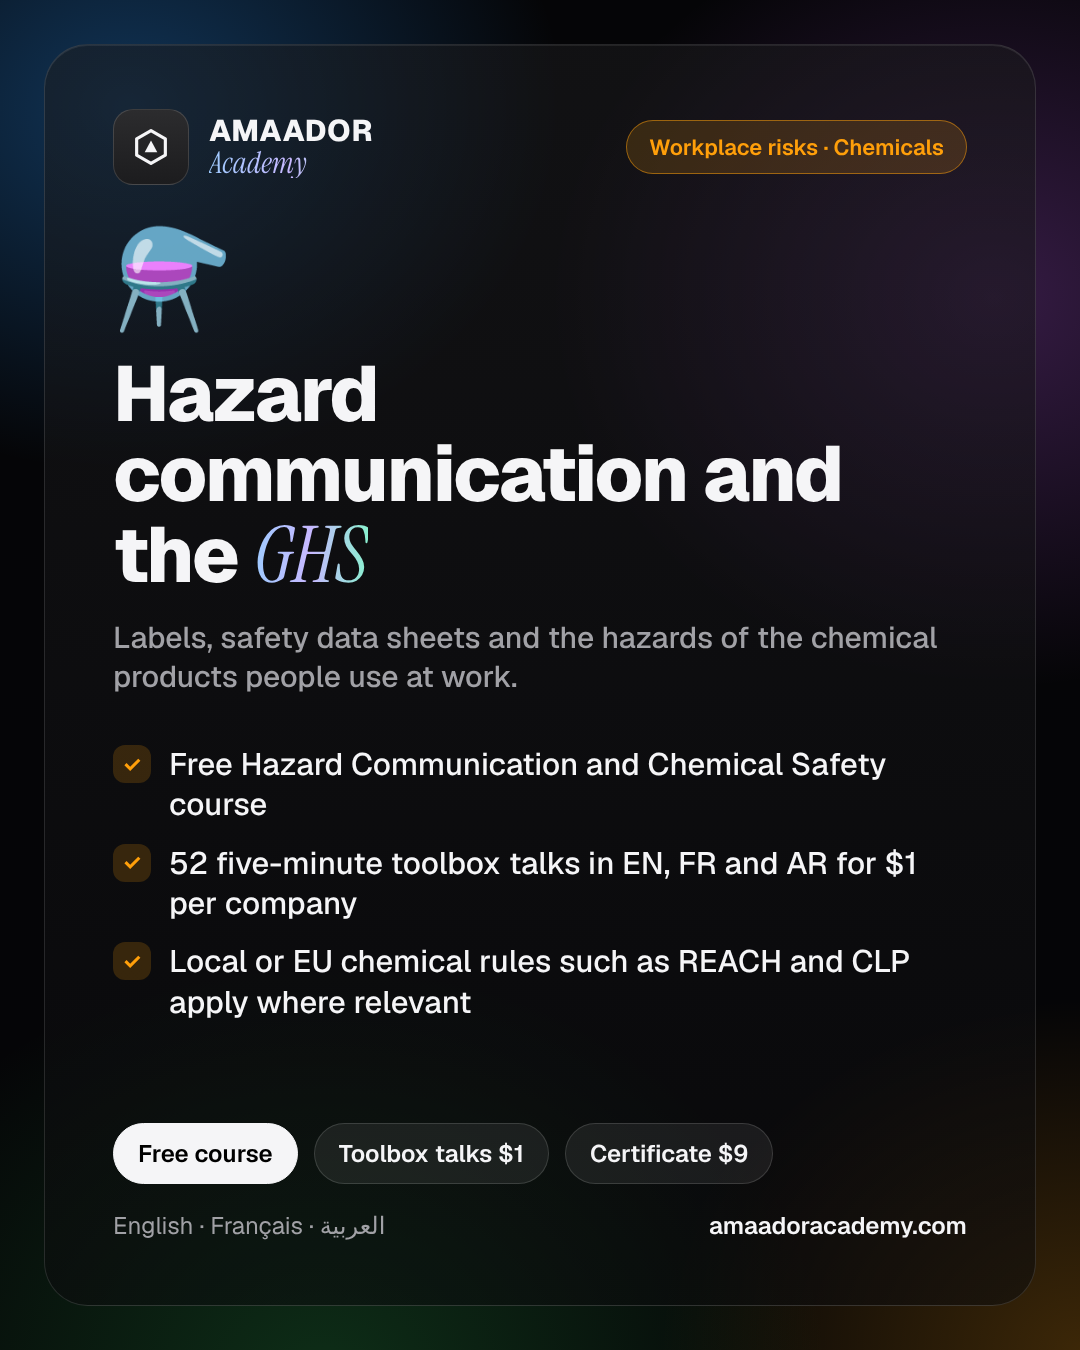 AMAADOR
Academy
Workplace risks · Chemicals
Hazard
communication and
the GHS
Labels, safety data sheets and the hazards of the chemical
products people use at work.
Free Hazard Communication and Chemical Safety
course
52 five-minute toolbox talks in EN, FR and AR for $1
per company
Local or EU chemical rules such as REACH and CLP
apply where relevant
Free course
Toolbox talks $1
Certificate $9
English · Français · العربية
amaadoracademy.com